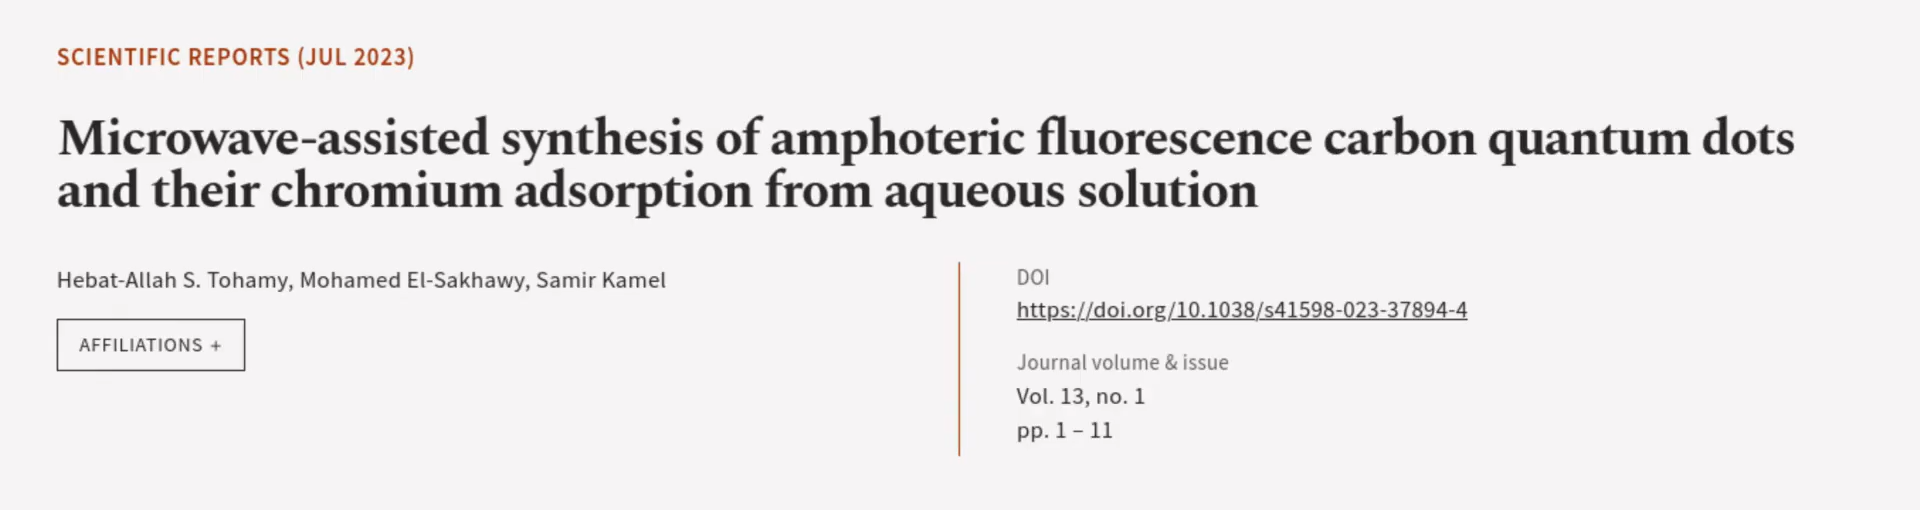 SCIENTIFIC REPORTS (JUL 2023)
Microwave-assisted synthesis of amphoteric fluorescence carbon quantum dots
and their chromium adsorption from aqueous solution
Hebat-Allah S. Tohamy, Mohamed El-Sakhawy, Samir Kamel
AFFILIATIONS +
DOI
https://doi.org/10.1038/s41598-023-37894-4
Journal volume & issue
Vol. 13, no. 1
pp. 1 – 11